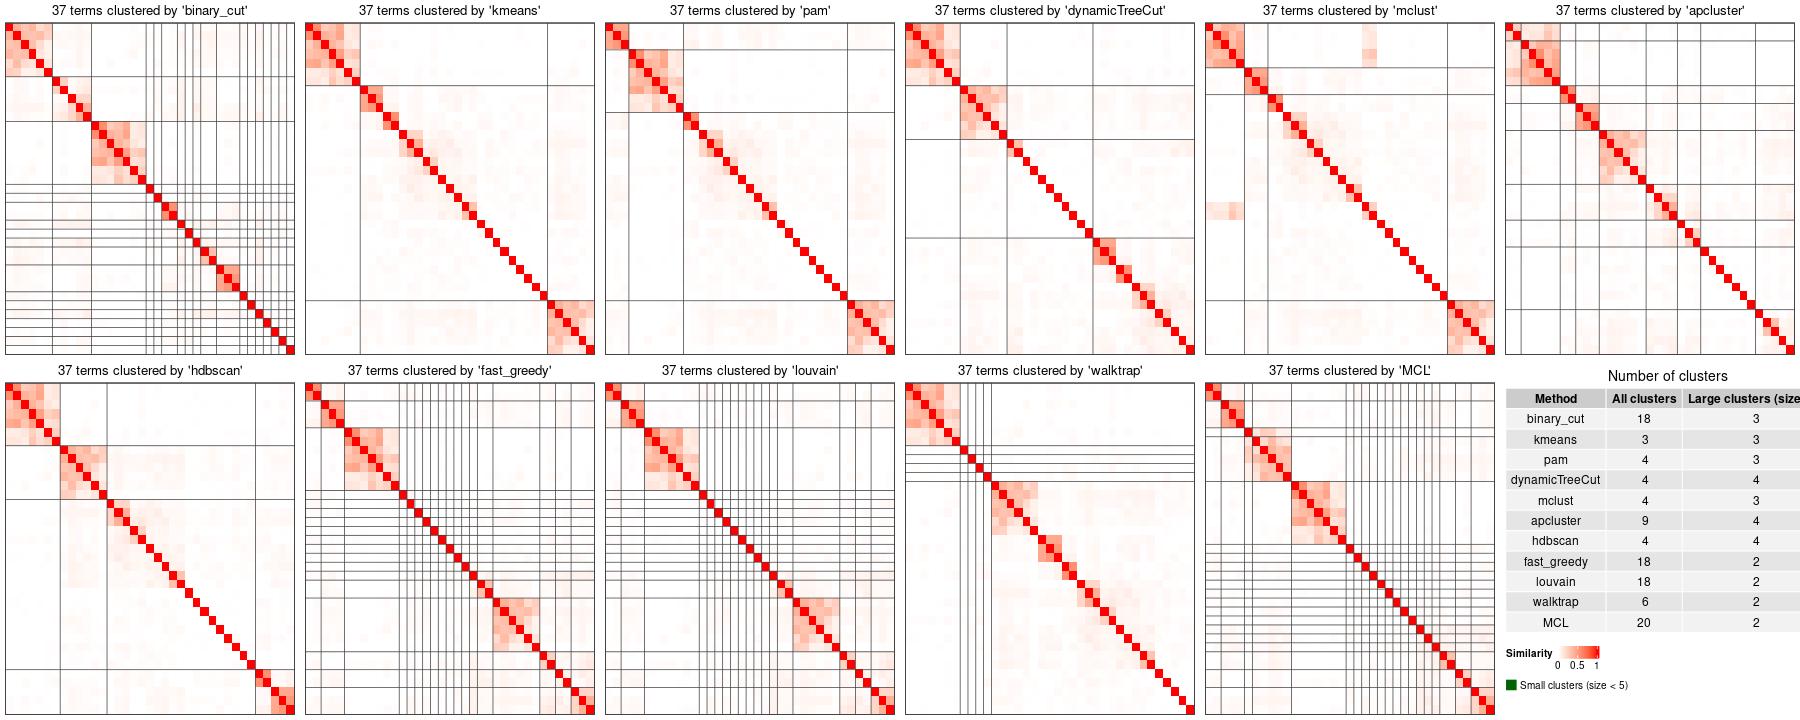 37 terms clustered by 'binary_cut'
37 terms clustered by 'kmeans'
37 terms clustered by 'pam'
37 terms clustered by 'dynamicTreeCut'
37 terms clustered by 'mclust'
37 terms clustered by 'apcluster'
37 terms clustered by 'hdbscan'
37 terms clustered by 'fast_greedy'
37 terms clustered by 'louvain'
37 terms clustered by 'walktrap'
37 terms clustered by 'MCL'
Number of clusters
Method All clusters Large clusters (size
binary_cut 18 3
kmeans 3 3
pam 4 3
dynamicTreeCut 4 4
mclust 4 3
apcluster 9 4
hdbscan 4 4
fast_greedy 18 2
louvain 18 2
walktrap 6 2
MCL 20 2
Similarity
0 0.5 1
Small clusters (size < 5)